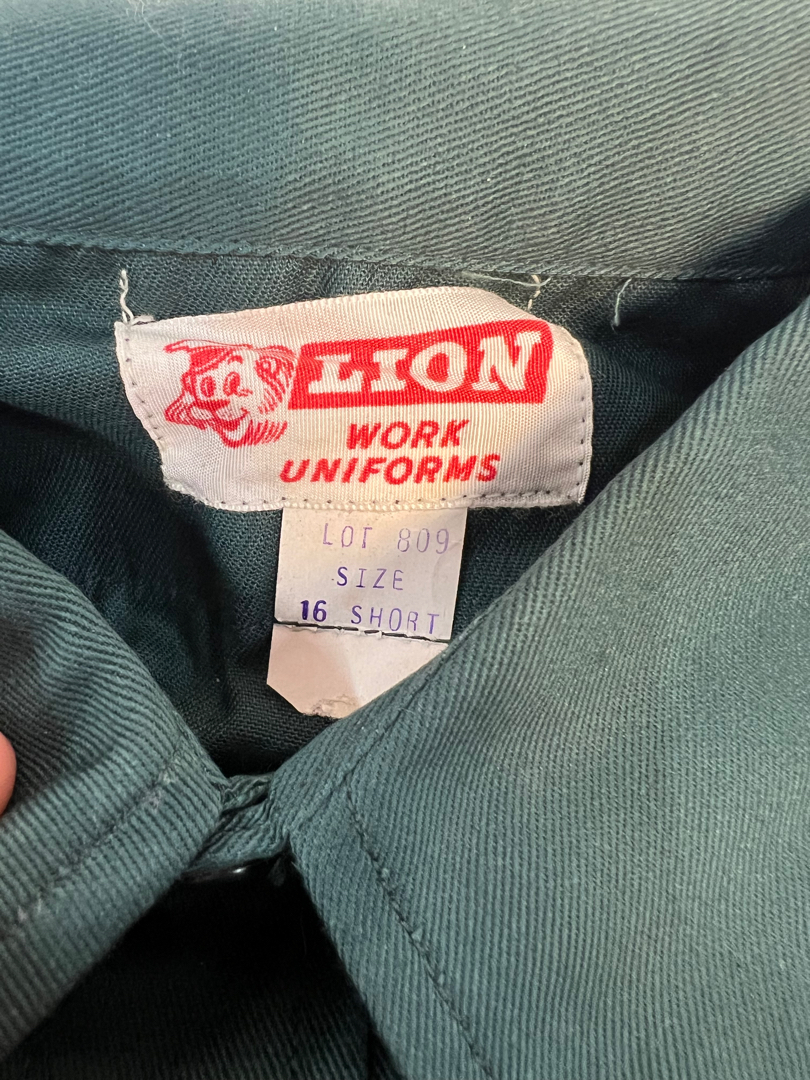 LION
WORK
UNIFORMS
LOT 809
SIZE
16 SHORT